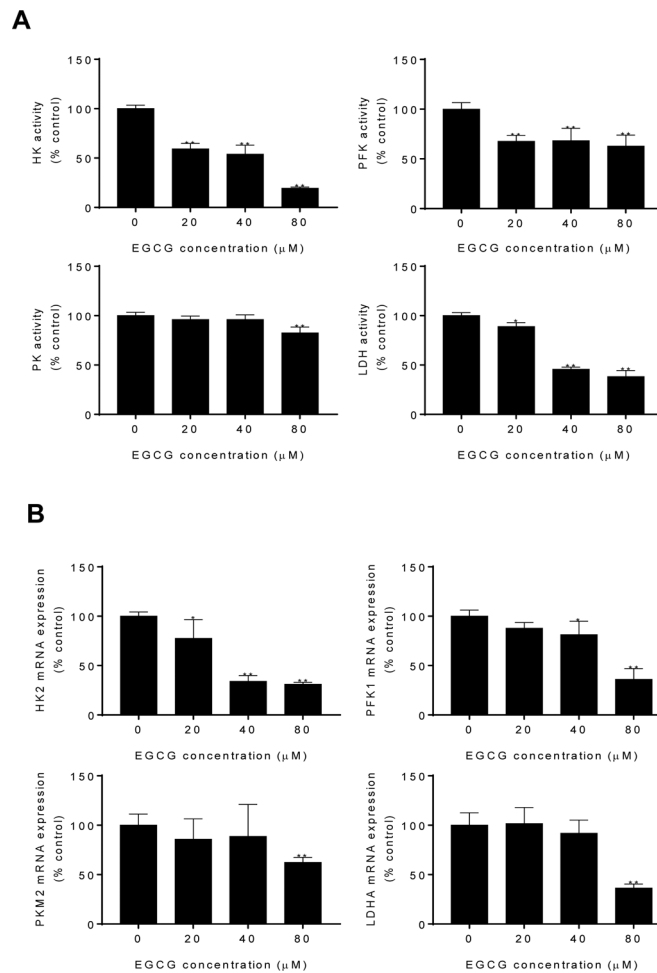 A
HK activity
(% control)
150
100
50
0
**
**
**
0 20 40 80
EGCG concentration (μM)
PFK activity
(% control)
150
100
50
0
**
**
**
0 20 40 80
EGCG concentration (μM)
PK activity
(% control)
150
100
50
0
**
0 20 40 80
EGCG concentration (μM)
LDH activity
(% control)
150
100
50
0
*
**
**
0 20 40 80
EGCG concentration (μM)
B
HK2 mRNA expression
(% control)
150
100
50
0
*
**
**
0 20 40 80
EGCG concentration (μM)
PFK1 mRNA expression
(% control)
150
100
50
0
*
**
0 20 40 80
EGCG concentration (μM)
PKM2 mRNA expression
(% control)
150
100
50
0
**
0 20 40 80
EGCG concentration (μM)
LDHA mRNA expression
(% control)
150
100
50
0
**
0 20 40 80
EGCG concentration (μM)